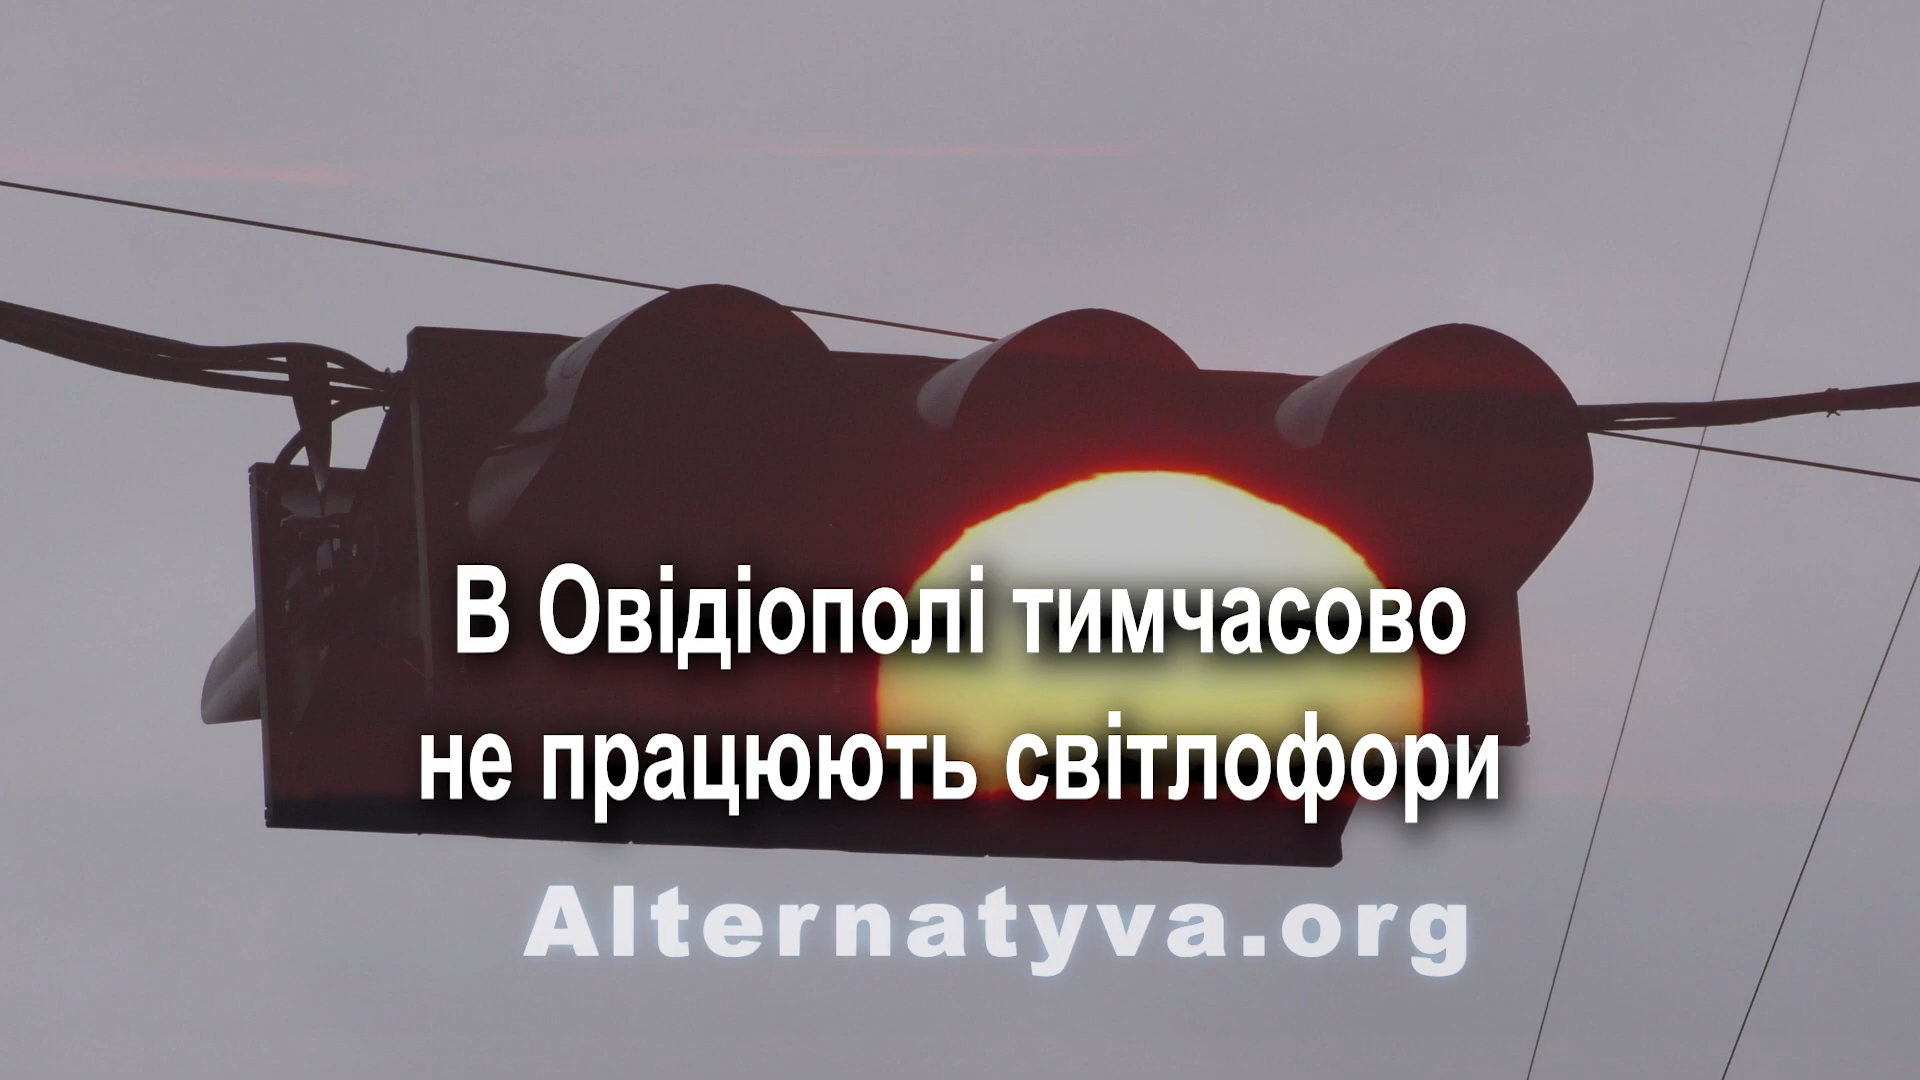 В Овідіополі тимчасово
не працюють світлофори
Alternatyva.org